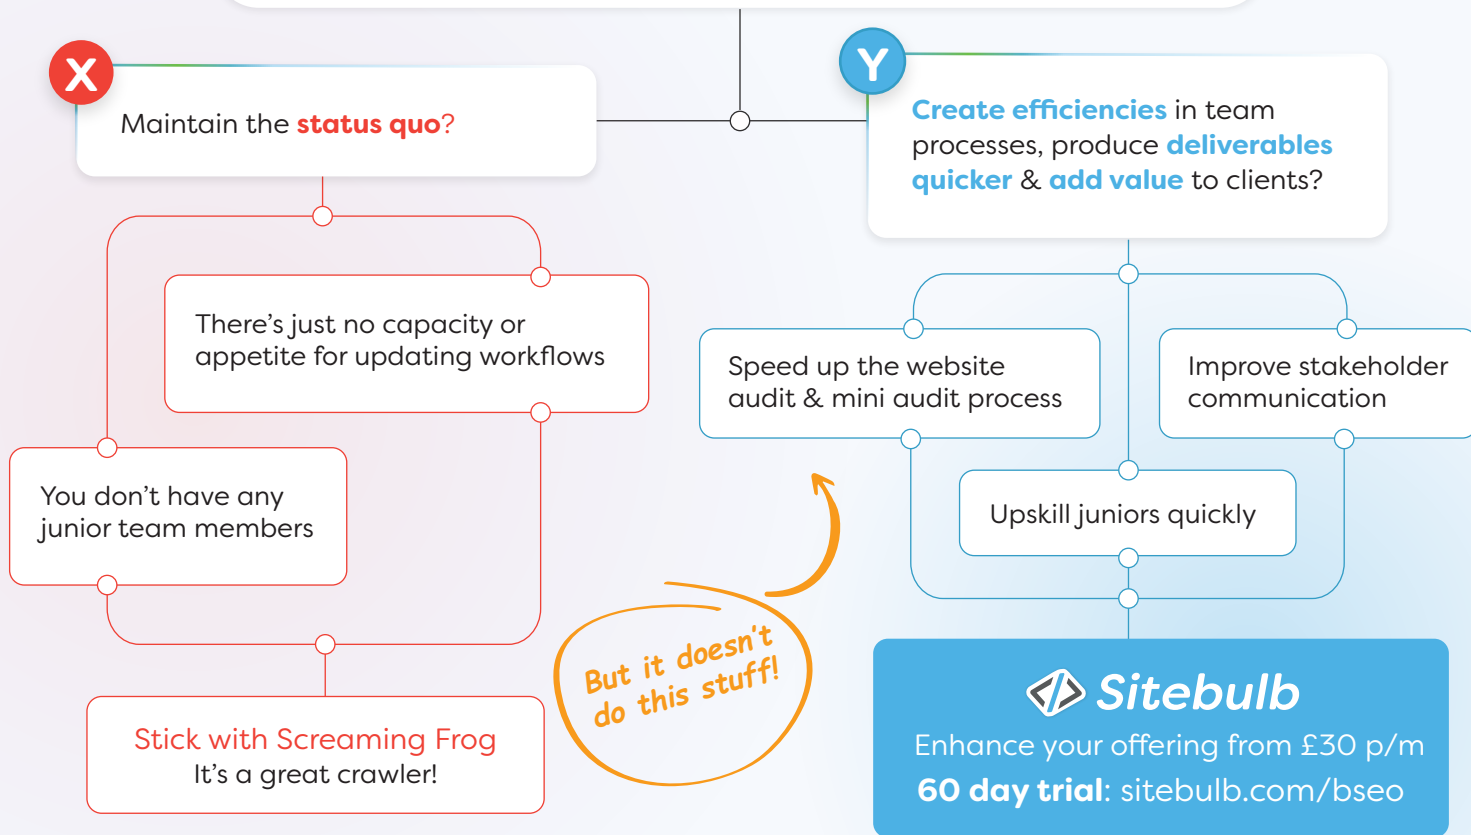 X
Maintain the status quo?
There’s just no capacity or
appetite for updating workflows
You don’t have any
junior team members
Stick with Screaming Frog
It’s a great crawler!
But it doesn't
do this stuff!
Y
Create efficiencies in team
processes, produce deliverables
quicker & add value to clients?
Speed up the website
audit & mini audit process
Improve stakeholder
communication
Upskill juniors quickly
Sitebulb
Enhance your offering from £30 p/m
60 day trial: sitebulb.com/bseo